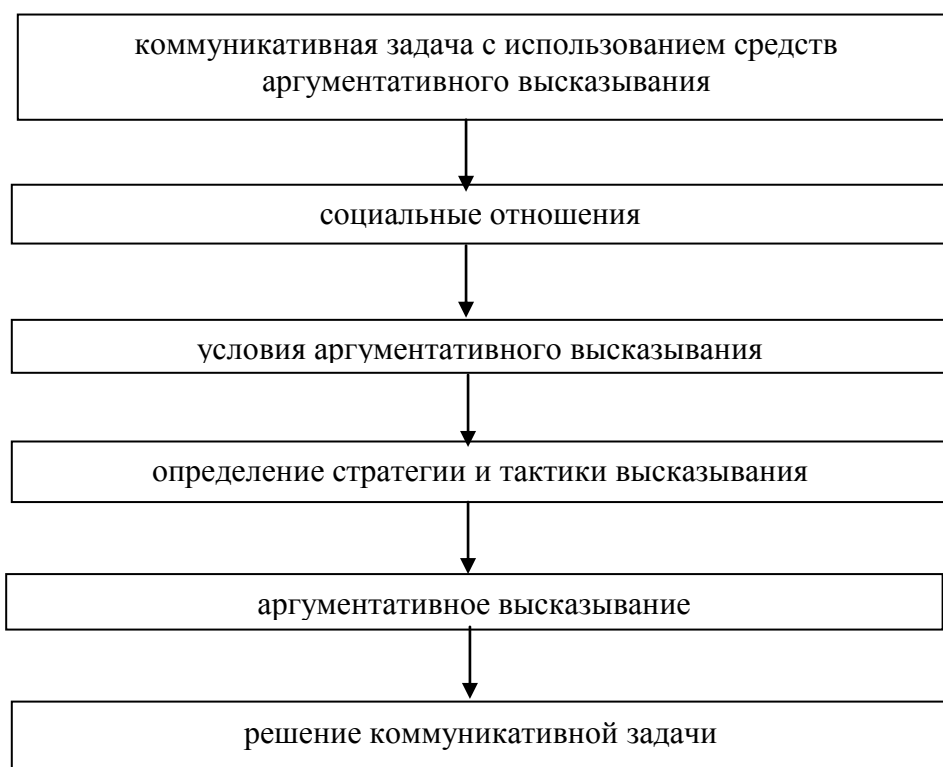 коммуникативная задача с использованием средств
аргументативного высказывания
социальные отношения
условия аргументативного высказывания
определение стратегии и тактики высказывания
аргументативное высказывание
решение коммуникативной задачи